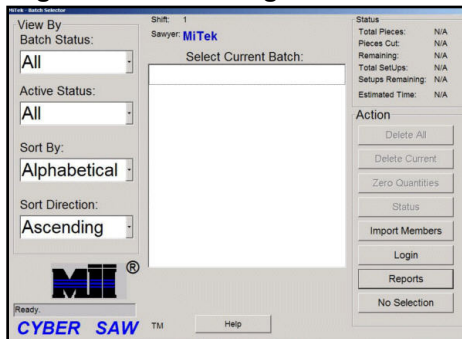 MiTek - Batch Selector
View By
Batch Status:
All
Active Status:
All
Sort By:
Alphabetical
Sort Direction:
Ascending
Mii ®
Ready.
CYBER SAW TM
Shift: 1
Sawyer: MiTek
Select Current Batch:
Help
Status
Total Pieces: N/A
Pieces Cut: N/A
Remaining: N/A
Total SetUps: N/A
Setups Remaining: N/A
Estimated Time: N/A
Action
Delete All
Delete Current
Zero Quantities
Status
Import Members
Login
Reports
No Selection